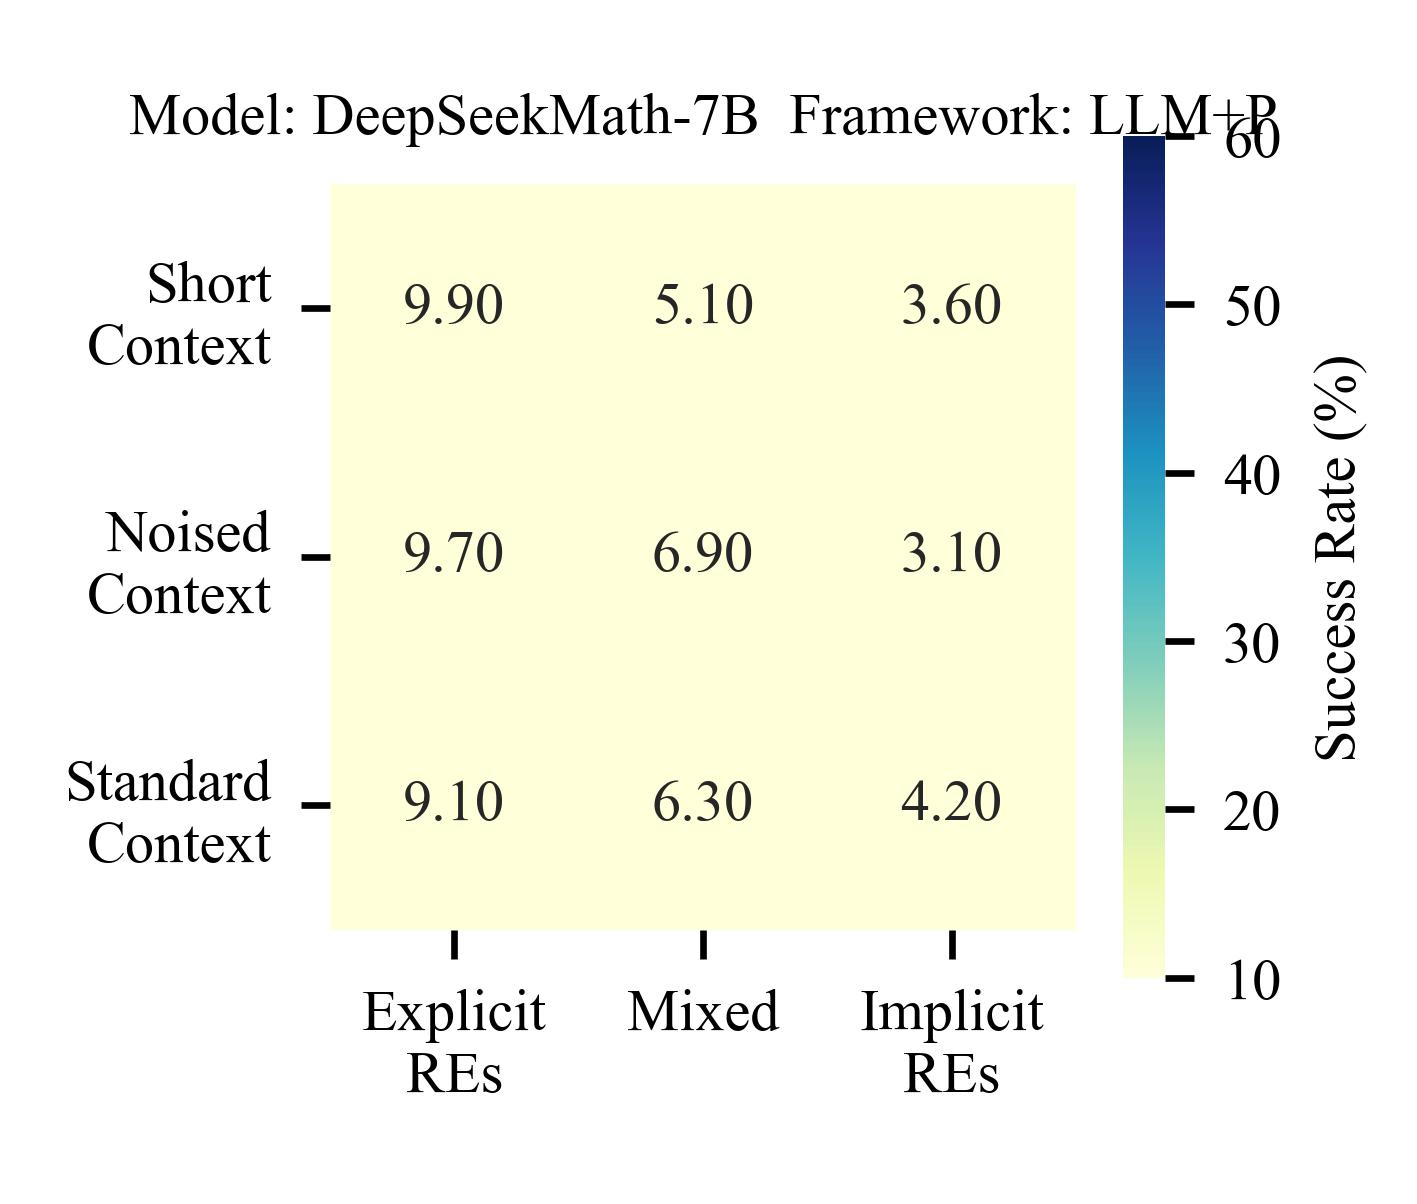 Model: DeepSeekMath-7B  Framework: LLM+P
Short
Context
9.90 5.10 3.60
Noised
Context
9.70 6.90 3.10
Standard
Context
9.10 6.30 4.20
Explicit
REs
Mixed
Implicit
REs
60
50
40
30
20
10
Success Rate (%)